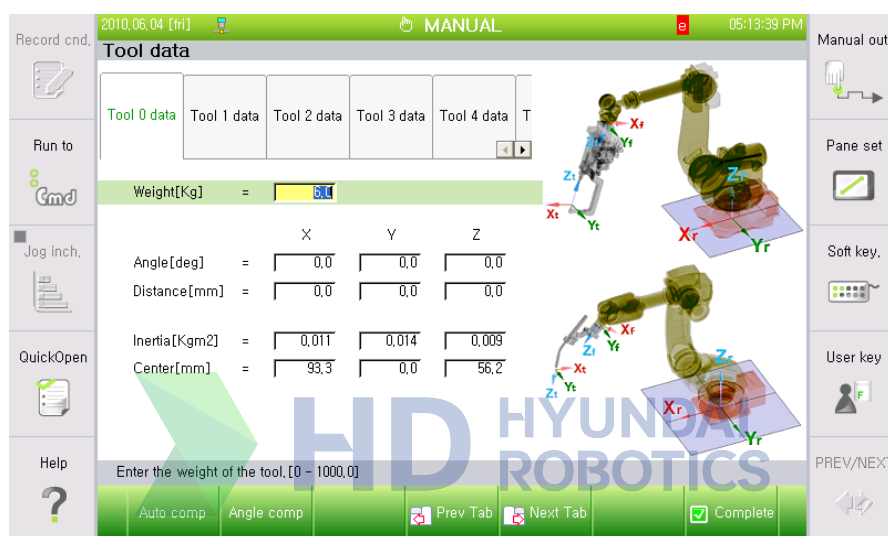 2010,06,04 [fri] MANUAL e 05:13:39 PM
Record cnd,
Tool data
Manual out
Tool 0 data Tool 1 data Tool 2 data Tool 3 data Tool 4 data T
Run to
Cmd
Pane set
Weight[Kg] = 6,0
X Y Z
Angle[deg] = 0,0 0,0 0,0
Distance[mm] = 0,0 0,0 0,0
Inertia[Kgm2] = 0,011 0,014 0,009
Center[mm] = 93,3 0,0 56,2
Jog inch,
Soft key,
QuickOpen
User key
F
Xf
Yf
Zf
Zt
Xt
Yt
Zr
Xr
Yr
Xf
Yf
Zf
Xt
Yt
Zt
Zr
Xr
Yr
HD HYUNDAI
ROBOTICS
Help
?
PREV/NEXT
Enter the weight of the tool, [0 - 1000,0]
Auto comp Angle comp Prev Tab Next Tab Complete